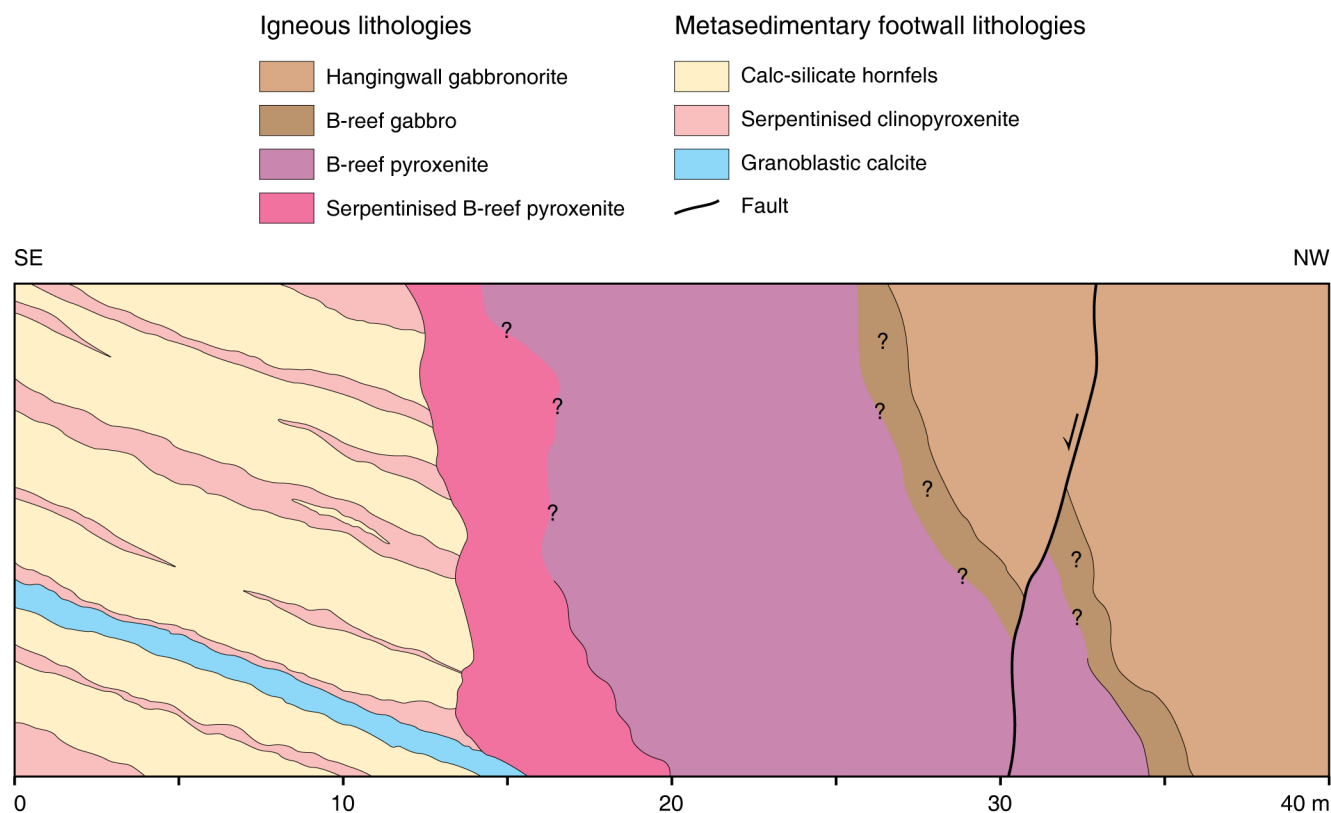 Igneous lithologies
Hangingwall gabbronorite
B-reef gabbro
B-reef pyroxenite
Serpentinised B-reef pyroxenite
Metasedimentary footwall lithologies
Calc-silicate hornfels
Serpentinised clinopyroxenite
Granoblastic calcite
Fault
SE
NW
?
?
?
?
?
?
?
?
?
0
10
20
30
40 m